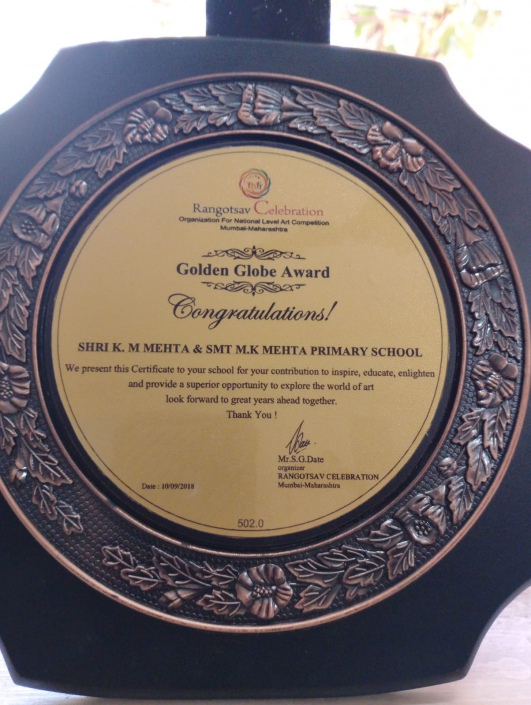 Rangotsav Celebration
Organization For National Level Art Competition
Mumbai-Maharashtra
Golden Globe Award
Congratulations!
SHRI K. M MEHTA & SMT M.K MEHTA PRIMARY SCHOOL
We present this Certificate to your school for your contribution to inspire, educate, enlighten
and provide a superior opportunity to explore the world of art
look forward to great years ahead together.
Thank You !
Mr.S.G.Date
organizar
RANGOTSAV CELEBRATION
Mumbai-Maharashtra
Date : 10/09/2018
502.0